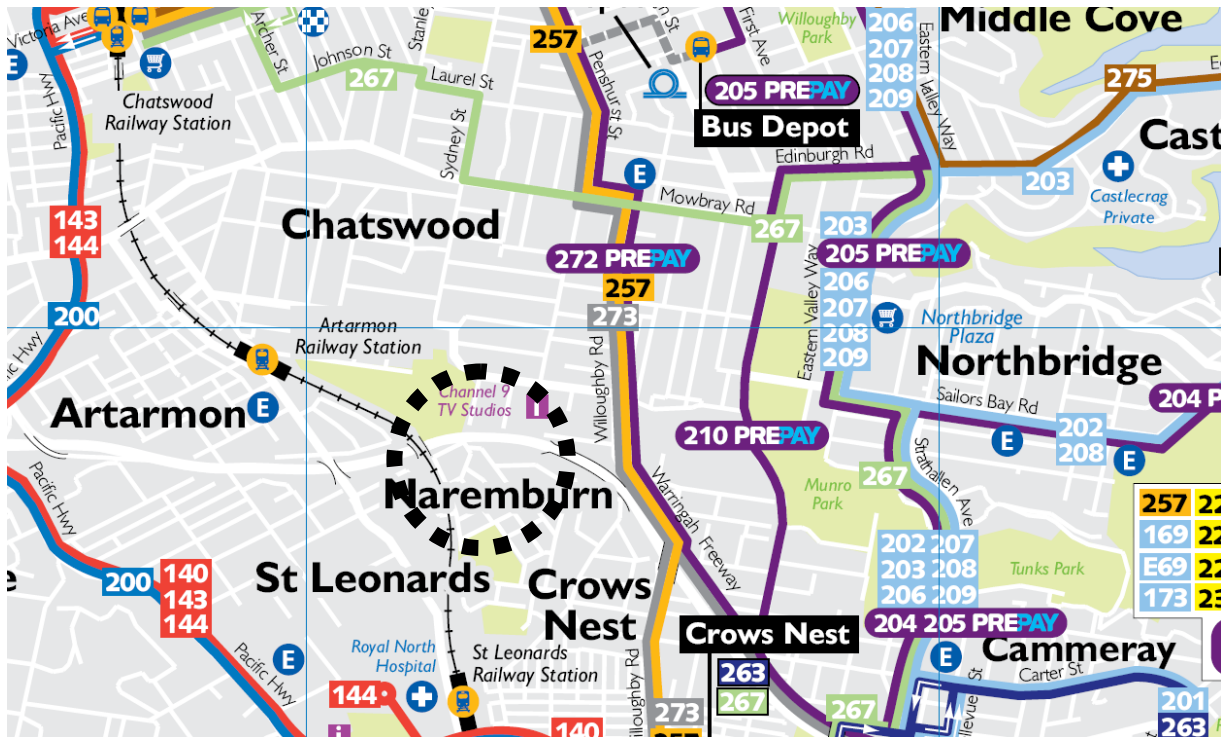 Victoria Ave
Archer St
Johnson St
267
Stanle
Laurel St
Sydney St
Pacific Hwy
Chatswood
Railway Station
E
257
Penshurst St
First Ave
Willoughby
Park
205 PREPAY
Bus Depot
206
207
208
209
Eastern Valley Way
Middle Cove
275
Cast
203
Castlecrag
Private
Edinburgh Rd
E
Mowbray Rd
267
143
144
200
Chatswood
272 PREPAY
257
273
203
205 PREPAY
206
207
208
209
Eastern Valley Way
Northbridge
Plaza
Northbridge
Sailors Bay Rd
204 P
202
208
E
E
Artarmon
Railway Station
Artarmon
E
Channel 9
TV Studios
i
Willoughby Rd
210 PREPAY
Munro
Park
267
Strathallen Ave
Naremburn
Warringah Freeway
Pacific Hwy
200
140
143
144
St Leonards
Crows
Nest
202 207
203 208
206 209
204 205 PREPAY
Tunks Park
257
169
E69
173
Crows Nest
263
267
E
Cammeray
Carter St
201
263
Pacific Hwy
E
Royal North
Hospital
144
St Leonards
Railway Station
140
i
273
257
267